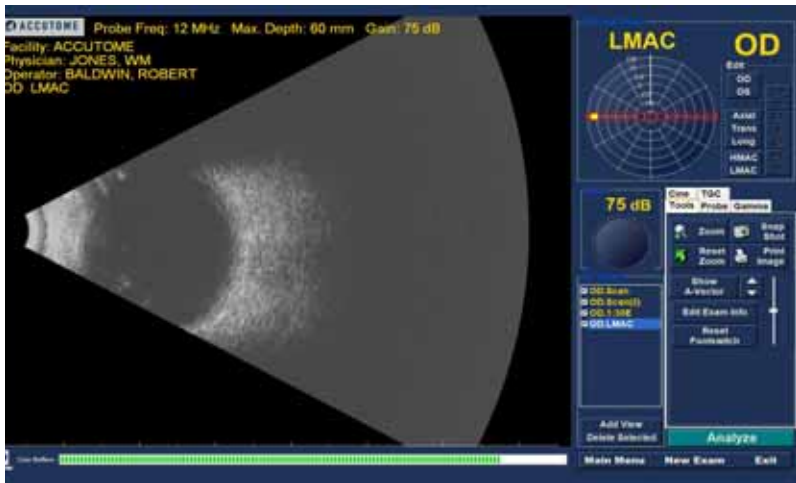 ACCUTOME Probe Freq: 12 MHz Max. Depth: 60 mm Gain: 75 dB
Facility: ACCUTOME
Physician: JONES, WM
Operator: BALDWIN, ROBERT
OD LMAC
LMAC OD
Edit
OD
OS
Axial
Trans
Long
HMAC
LMAC
75 dB
Cine TGC
Tools Probe Gamma
Zoom Snap Shot
Reset Zoom Print Image
Show A-Vector
Edit Exam Info
Reset Footswitch
OD.Scan
OD.Scan(I)
OD.1:30E
OD.LMAC
Add View
Delete Selected
Analyze
Main Menu New Exam Exit